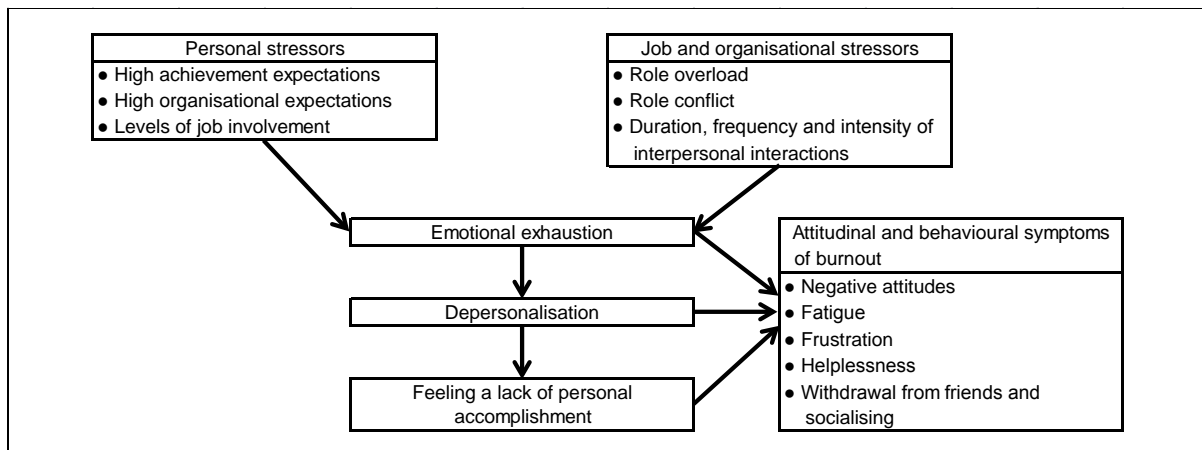 Personal stressors
● High achievement expectations
● High organisational expectations
● Levels of job involvement
Job and organisational stressors
● Role overload
● Role conflict
● Duration, frequency and intensity of
interpersonal interactions
Emotional exhaustion
Depersonalisation
Feeling a lack of personal
accomplishment
Attitudinal and behavioural symptoms
of burnout
● Negative attitudes
● Fatigue
● Frustration
● Helplessness
● Withdrawal from friends and
socialising